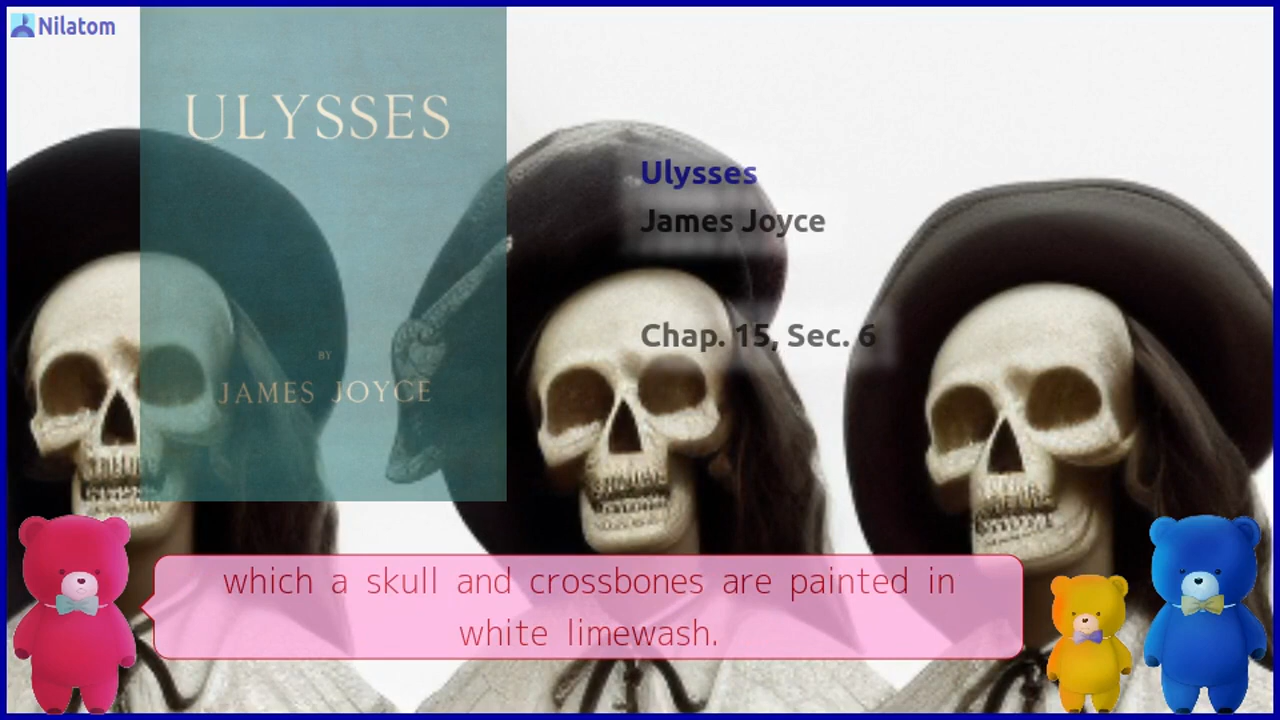 Nilatom
ULYSSES
BY
JAMES JOYCE
Ulysses
James Joyce
Chap. 15, Sec. 6
which a skull and crossbones are painted in
white limewash.